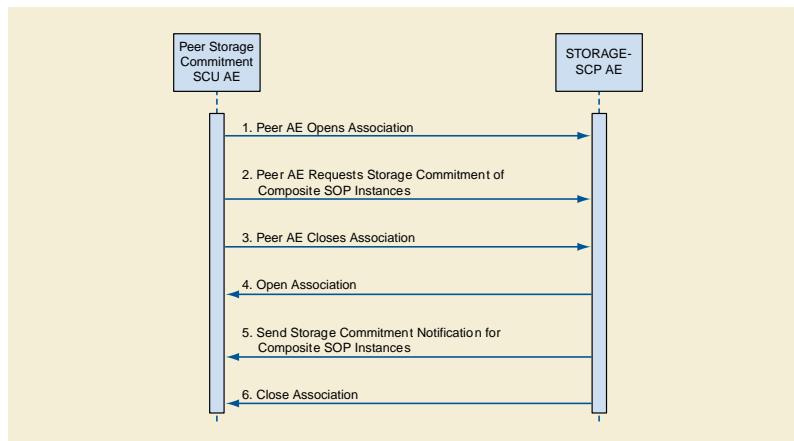 Peer Storage
Commitment
SCU AE
STORAGE-
SCP AE
1. Peer AE Opens Association
2. Peer AE Requests Storage Commitment of
Composite SOP Instances
3. Peer AE Closes Association
4. Open Association
5. Send Storage Commitment Notification for
Composite SOP Instances
6. Close Association